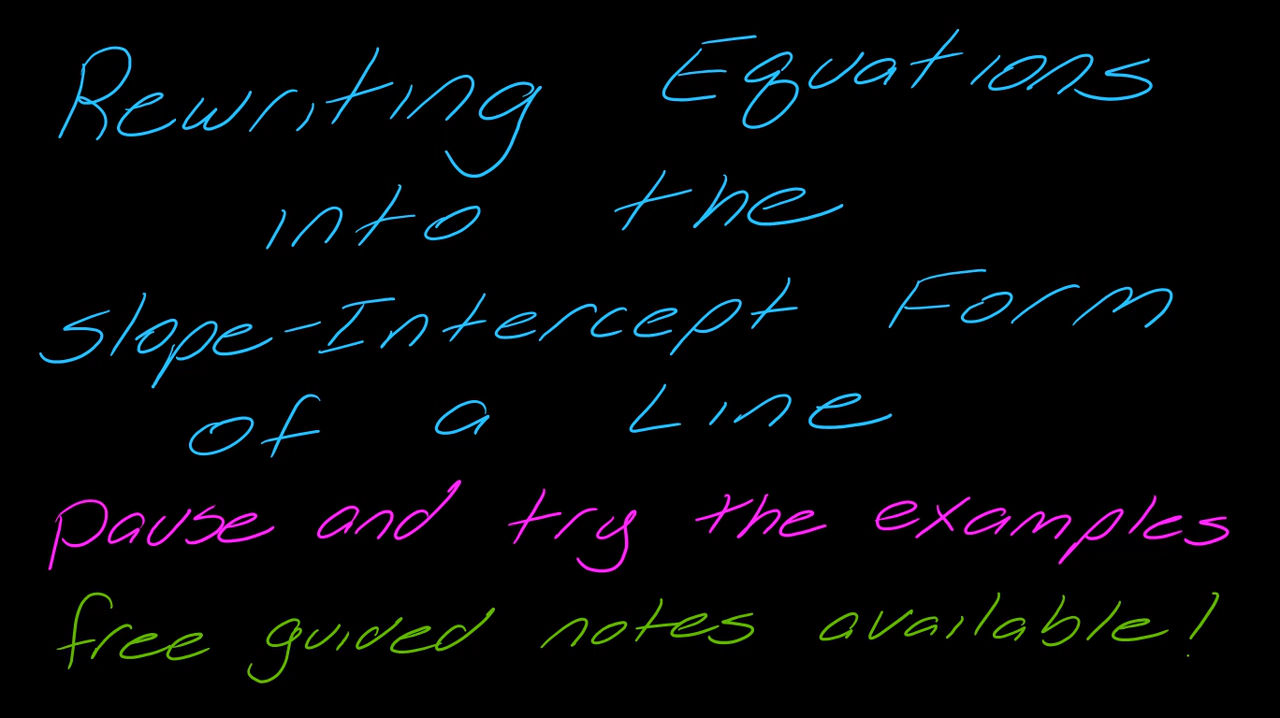 Rewriting Equations
into the
Slope-Intercept Form
of a Line
pause and try the examples
free guided notes available!